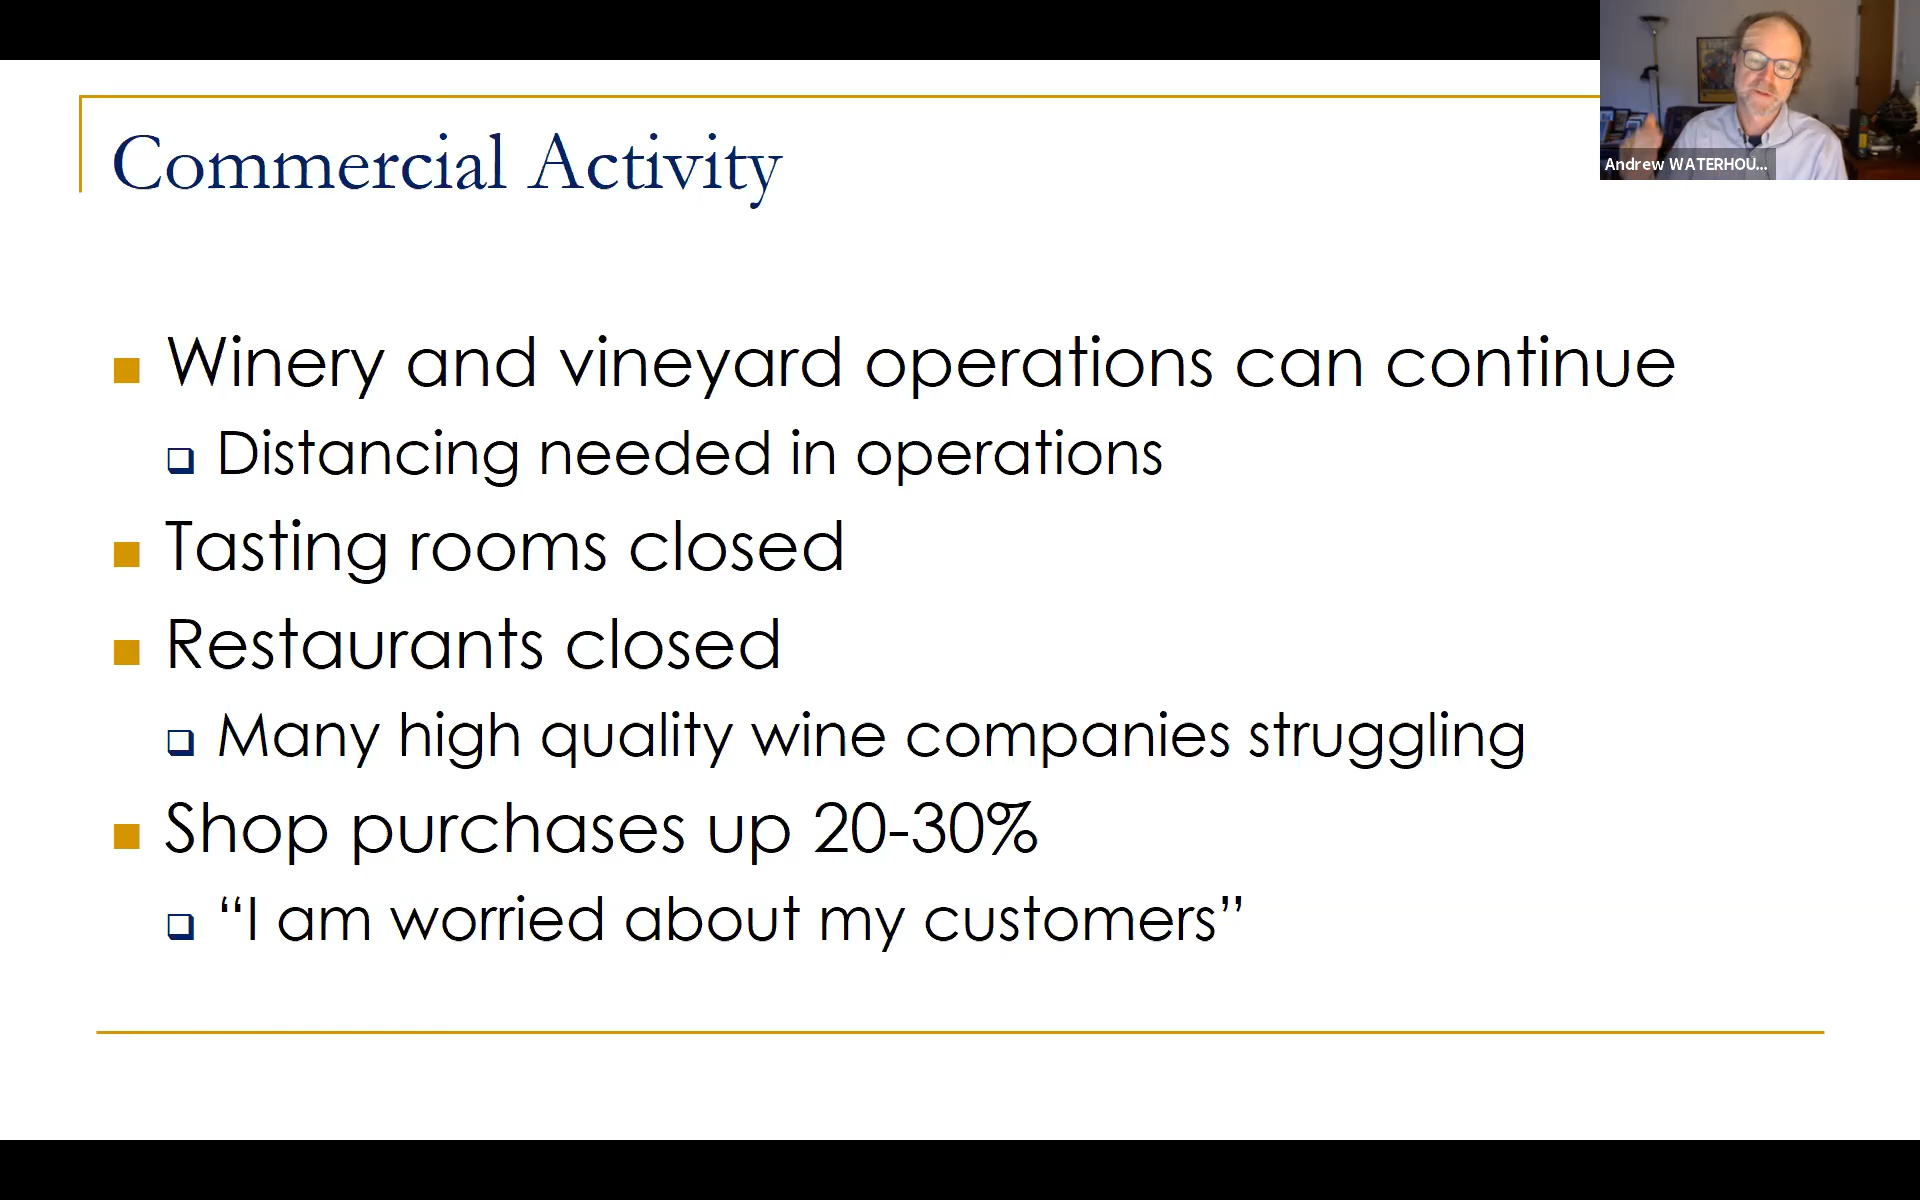 Andrew WATERHOU...
Commercial Activity
Winery and vineyard operations can continue
Distancing needed in operations
Tasting rooms closed
Restaurants closed
Many high quality wine companies struggling
Shop purchases up 20-30%
“I am worried about my customers”